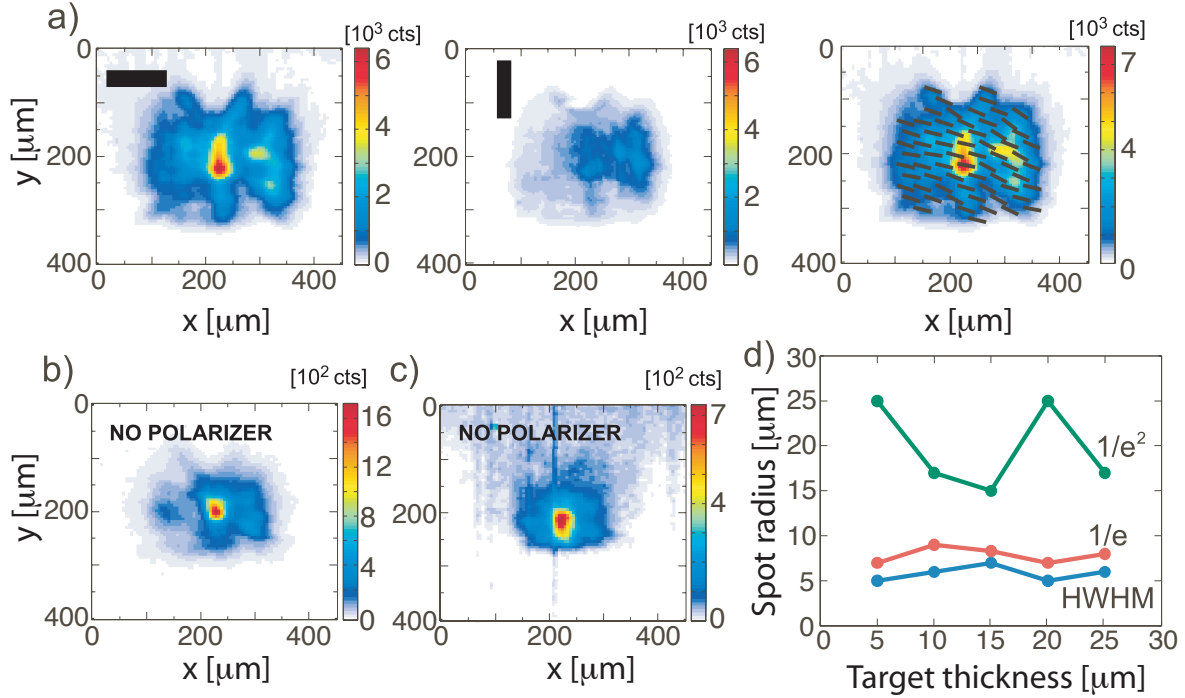 a)
[10³ cts]
[10³ cts]
[10³ cts]
0
200
400
y [μm]
0
200
400
x [μm]
6
4
2
0
0
200
400
0
200
400
x [μm]
6
4
2
0
0
200
400
0
200
400
x [μm]
7
4
0
b)
[10² cts]
c)
[10² cts]
d)
NO POLARIZER
0
200
400
y [μm]
0
200
400
x [μm]
16
14
12
10
8
6
4
2
0
NO POLARIZER
0
200
400
0
200
400
x [μm]
7
4
0
30
25
20
15
10
5
0
Spot radius [μm]
1/e²
1/e
HWHM
0
5
10
15
20
25
30
Target thickness [μm]